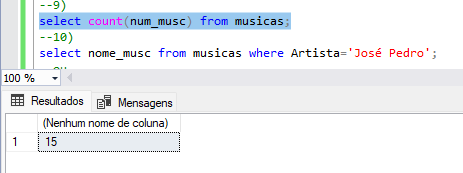 --9)
select count(num_musc) from musicas;
--10)
select nome_musc from musicas where Artista='José Pedro';
100 %
Resultados Mensagens
(Nenhum nome de coluna)
1 15